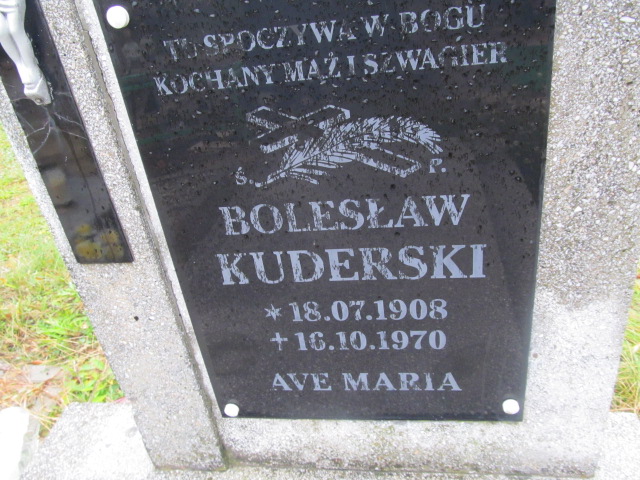 TU SPOCZYWA W BOGU
KOCHANY MĄŻ I SZWAGIER
Ś. P.
BOLESŁAW
KUDERSKI
* 18.07.1908
+ 16.10.1970
AVE MARIA